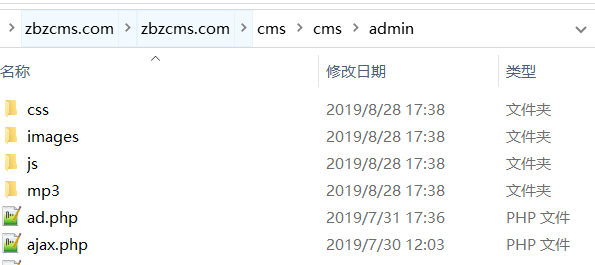 zbzcms.com > zbzcms.com > cms > cms > admin
名称 修改日期 类型
css 2019/8/28 17:38 文件夹
images 2019/8/28 17:38 文件夹
js 2019/8/28 17:38 文件夹
mp3 2019/8/28 17:38 文件夹
ad.php 2019/7/31 17:36 PHP 文件
ajax.php 2019/7/30 12:03 PHP 文件